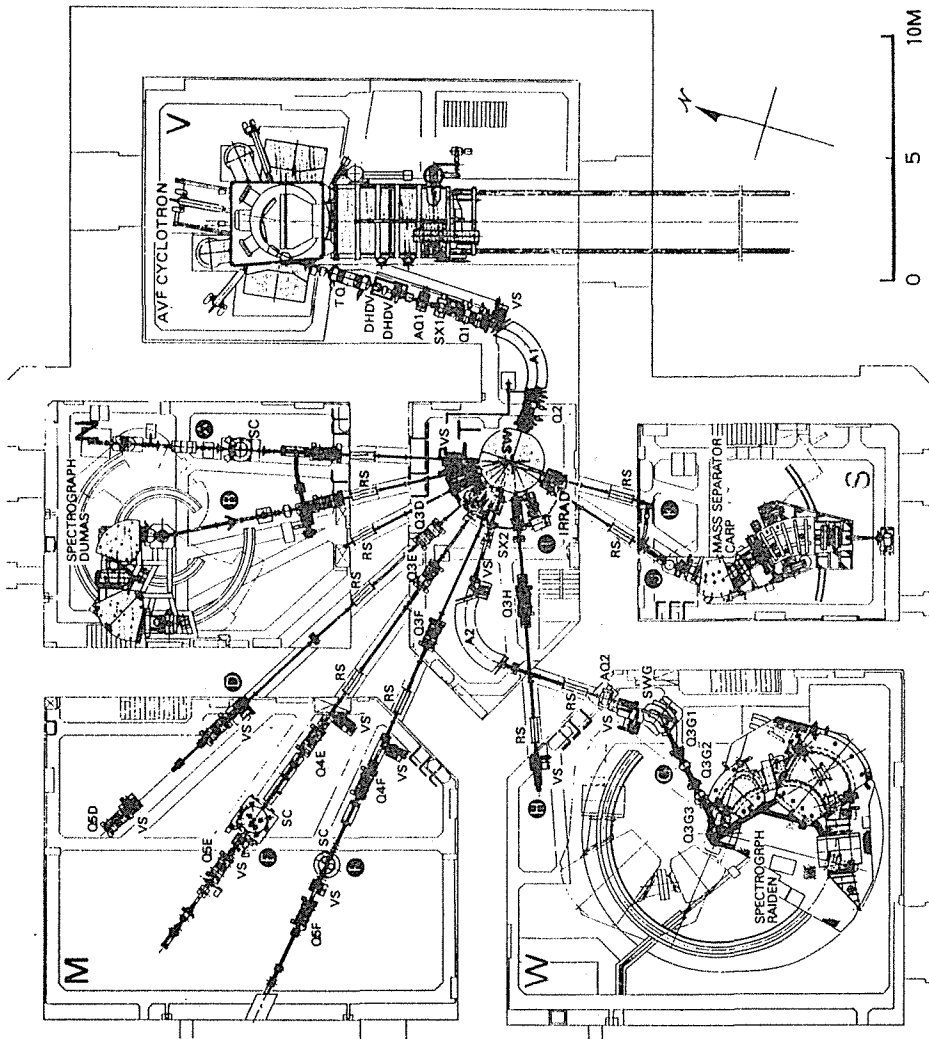 AVF CYCLOTRON
V
TQ
DHDV
DHDV
AQ1
SX1
Q1
VS
A1
Q2
SW
T
VS
N
A
SC
B
SPECTROGRAPH
DUMAS
RS
RS
RS
RS
Q3D
Q3E
Q3F
SX2
VS
Q3H
A2
IRRAD
RS
RS
MASS SEPARATOR
CARP
S
M
D
VS
Q5D
VS
Q4E
VS
SC
E
Q5E
VS
RS
RS
Q4F
VS
SC
VS
Q5F
W
RS
RS
AQ2
VS
SWG
VS
H
Q3G1
Q3G2
Q3G3
SPECTROGRPH
RAIDEN
N
0
5
10M